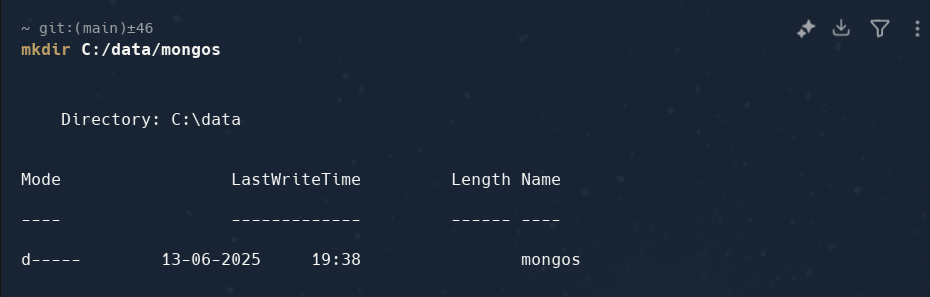 ~ git:(main)±46
mkdir C:/data/mongos
Directory: C:\data
Mode LastWriteTime Length Name
---- ------------- ------ ----
d----- 13-06-2025 19:38 mongos